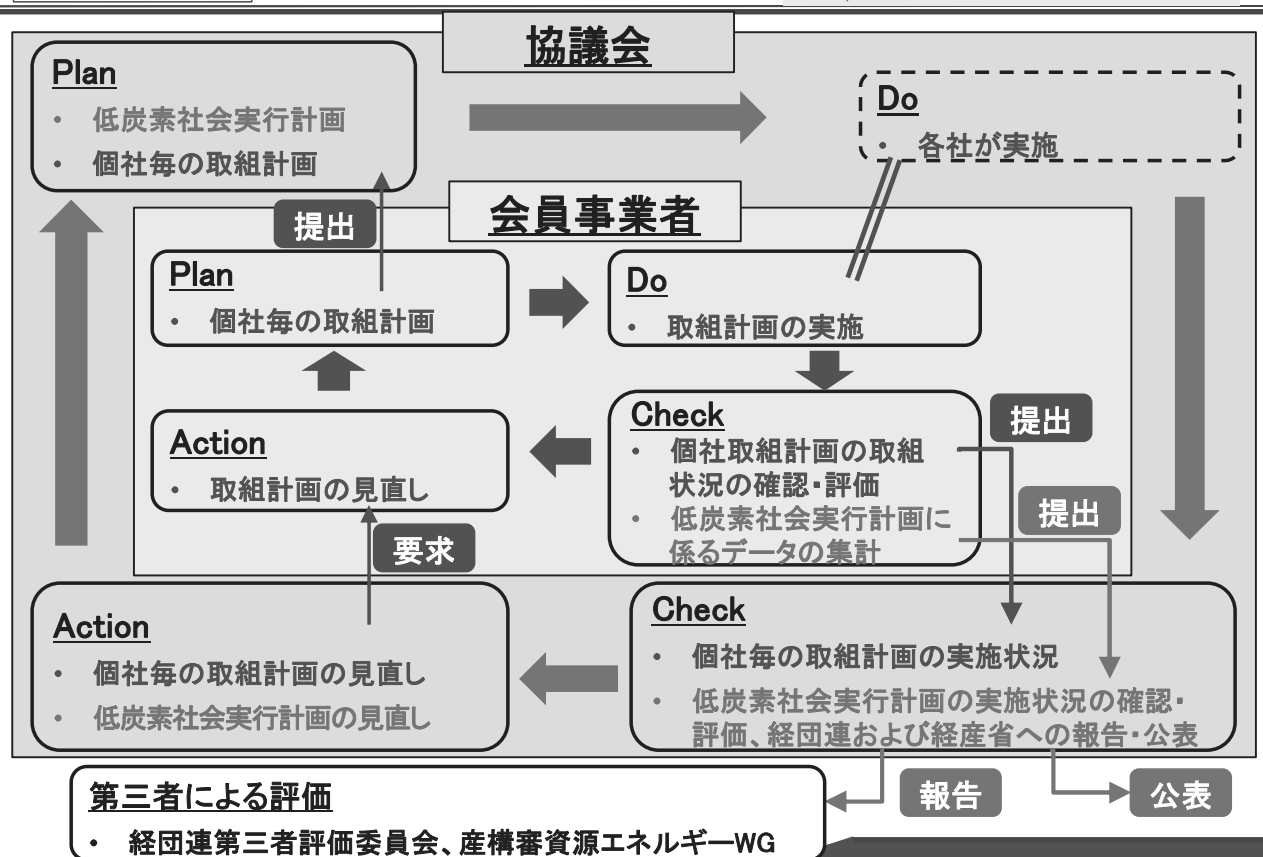 協議会
Plan
・ 低炭素社会実行計画
・ 個社毎の取組計画
Do
・ 各社が実施
提出
会員事業者
Plan
・ 個社毎の取組計画
Do
・ 取組計画の実施
Action
・ 取組計画の見直し
Check
・ 個社取組計画の取組
状況の確認・評価
・ 低炭素社会実行計画に
係るデータの集計
提出
提出
要求
Action
・ 個社毎の取組計画の見直し
・ 低炭素社会実行計画の見直し
Check
・ 個社毎の取組計画の実施状況
・ 低炭素社会実行計画の実施状況の確認・
評価、経団連および経産省への報告・公表
報告
公表
第三者による評価
・ 経団連第三者評価委員会、産構審資源エネルギーWG